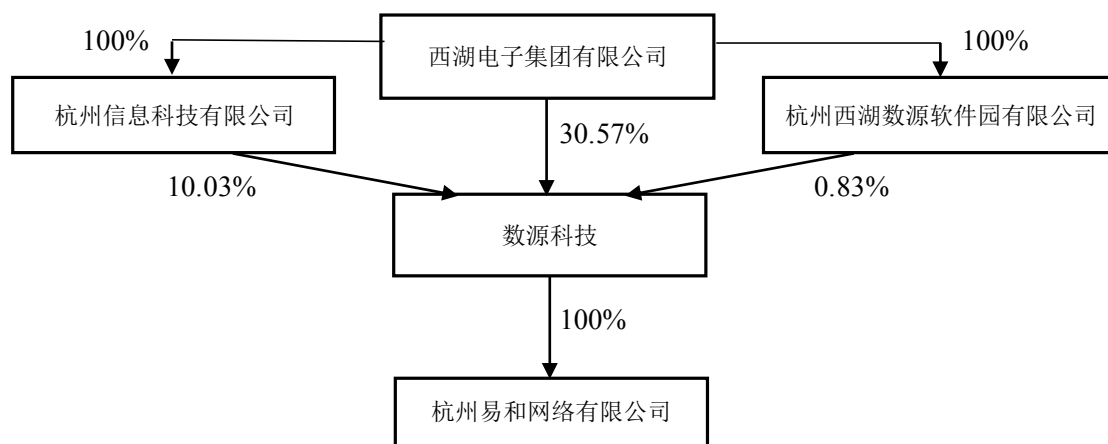 100%
西湖电子集团有限公司
100%
杭州信息科技有限公司
杭州西湖数源软件园有限公司
30.57%
10.03%
0.83%
数源科技
100%
杭州易和网络有限公司